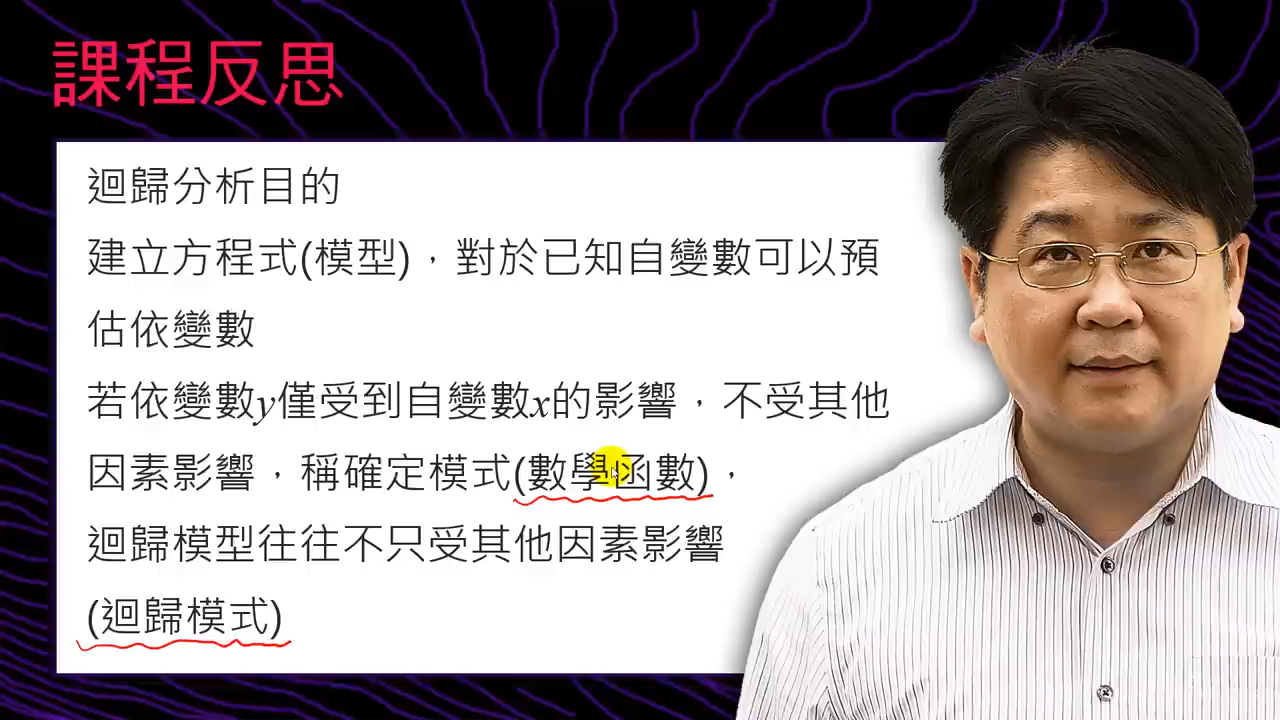 課程反思
迴歸分析目的
建立方程式(模型)，對於已知自變數可以預
估依變數
若依變數y僅受到自變數x的影響，不受其他
因素影響，稱確定模式(數學函數)，
迴歸模型往往不只受其他因素影響
(迴歸模式)